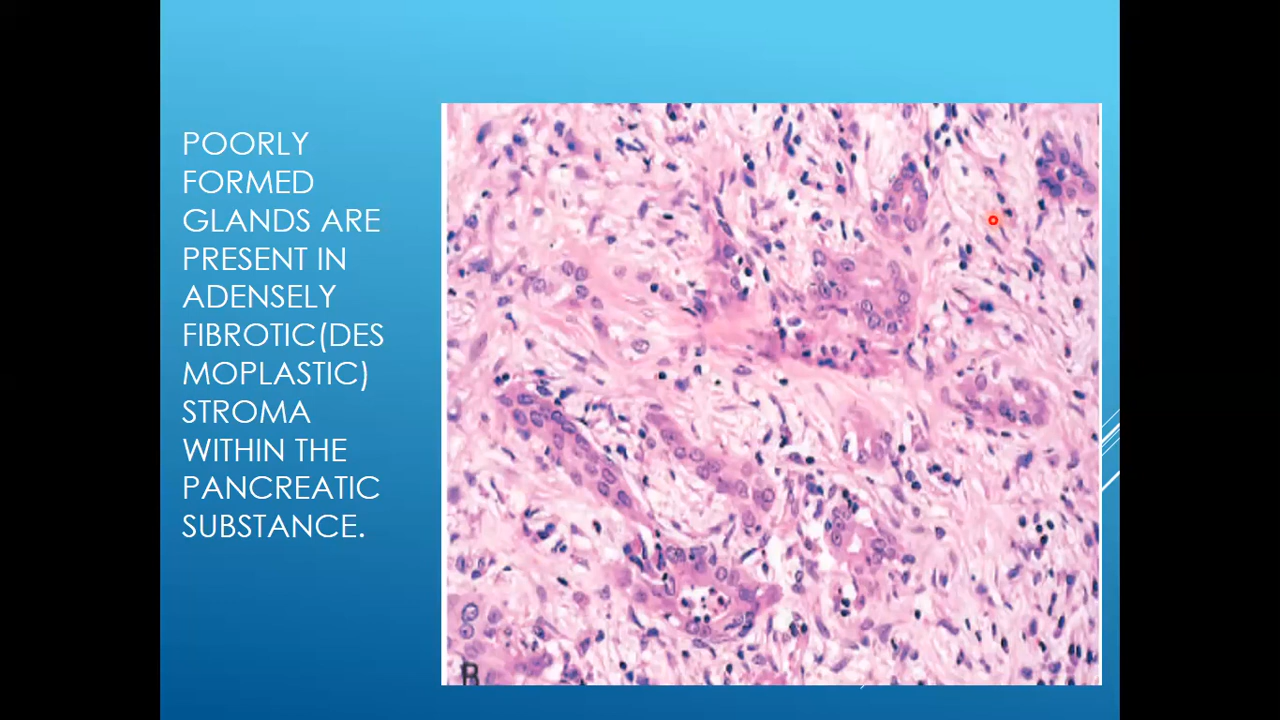 POORLY
FORMED
GLANDS ARE
PRESENT IN
ADENSELY
FIBROTIC(DES
MOPLASTIC)
STROMA
WITHIN THE
PANCREATIC
SUBSTANCE.
B